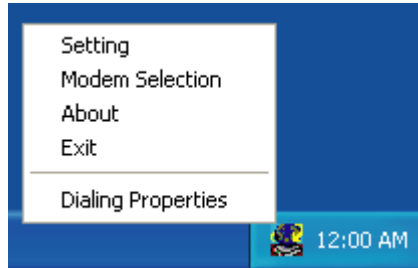 Setting
Modem Selection
About
Exit
Dialing Properties
12:00 AM